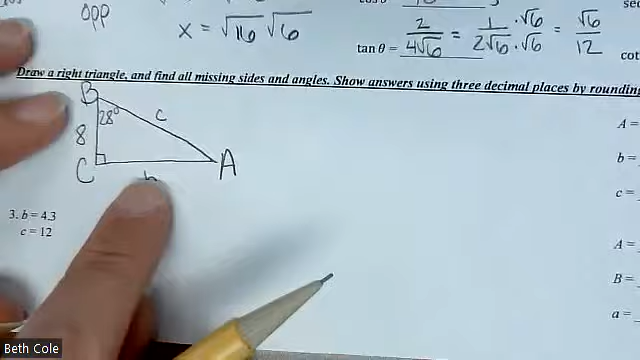 opp
x = √116 √6
tan θ = 2/4√6 = 1/2√6 · √6/√6 = √6/12
cot
Draw a right triangle, and find all missing sides and angles. Show answers using three decimal places by rounding
B
28°
c
8
C
A
b
A =
b =
c =
3. b = 4.3
c = 12
A =
B =
a =
Beth Cole